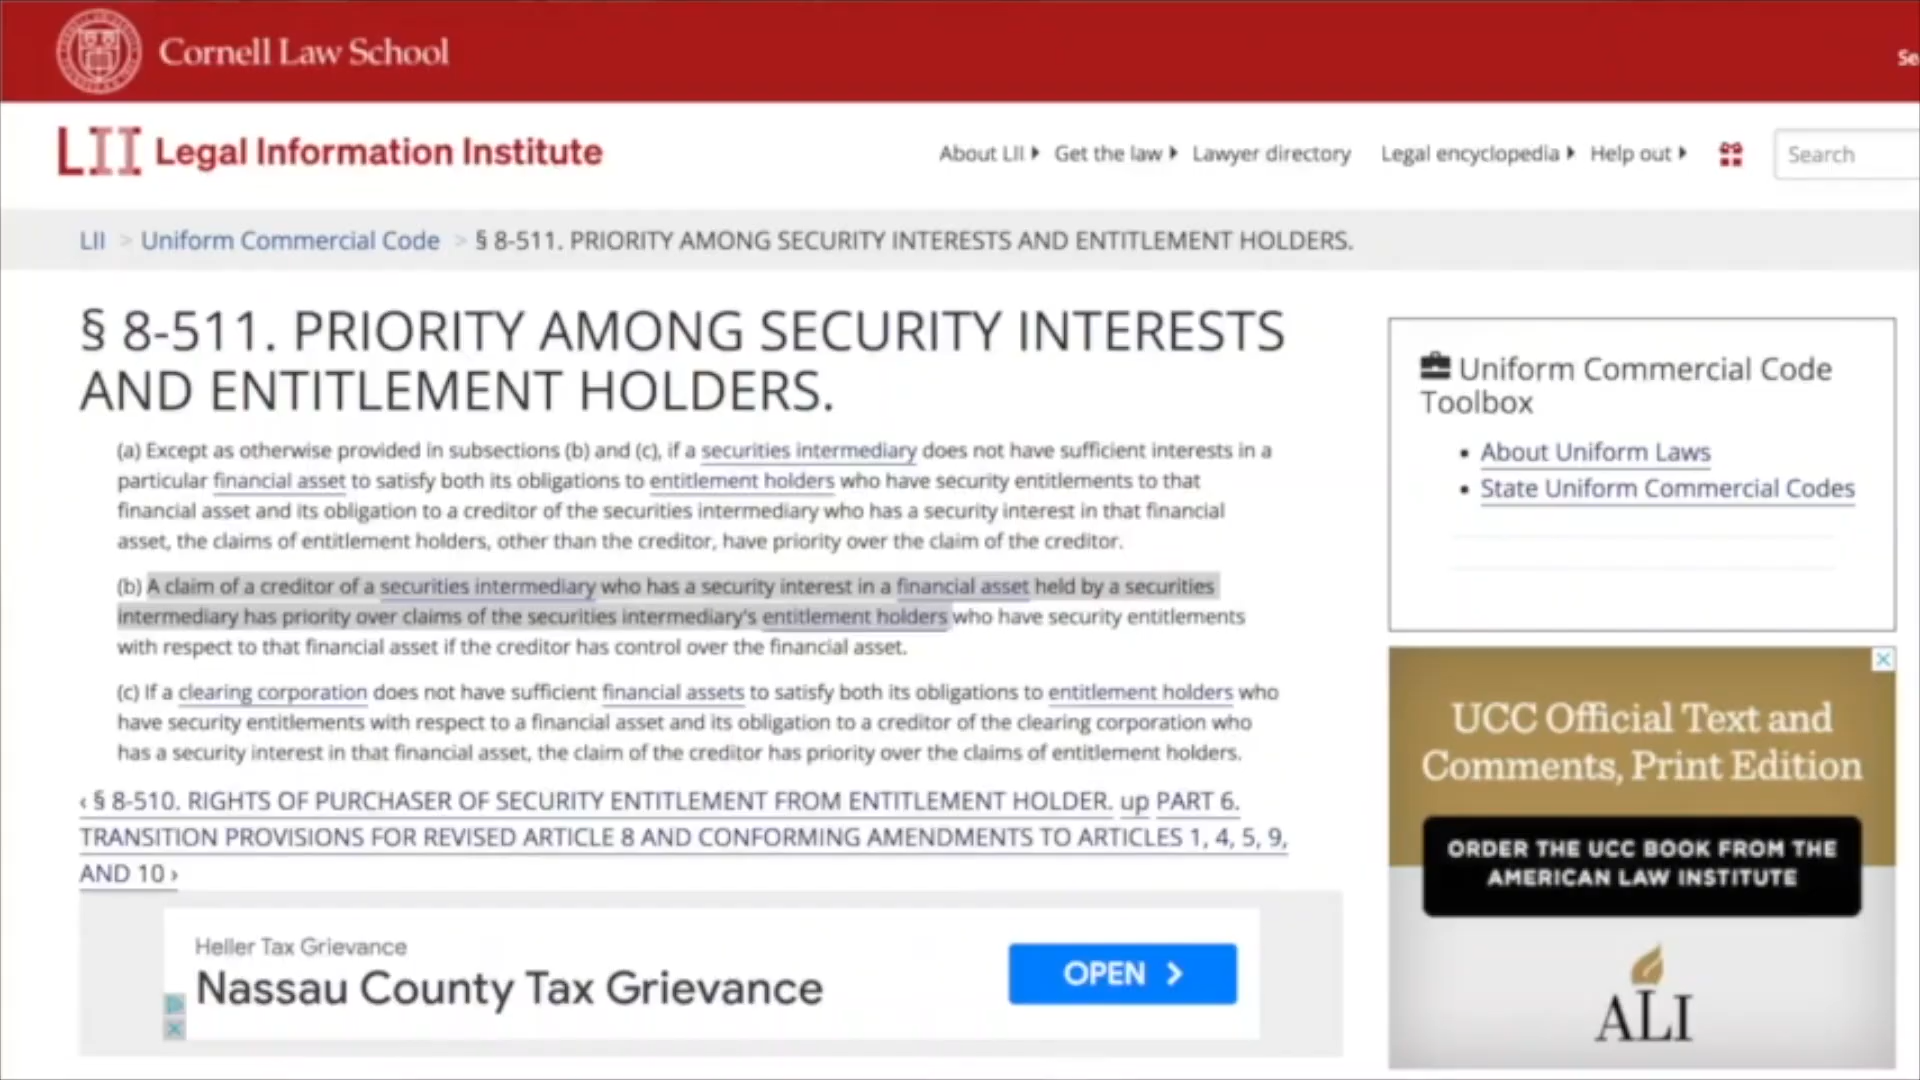 Cornell Law School
LII Legal Information Institute
About LII Get the law Lawyer directory Legal encyclopedia Help out Search
LII > Uniform Commercial Code > § 8-511. PRIORITY AMONG SECURITY INTERESTS AND ENTITLEMENT HOLDERS.
§ 8-511. PRIORITY AMONG SECURITY INTERESTS
AND ENTITLEMENT HOLDERS.
(a) Except as otherwise provided in subsections (b) and (c), if a securities intermediary does not have sufficient interests in a
particular financial asset to satisfy both its obligations to entitlement holders who have security entitlements to that
financial asset and its obligation to a creditor of the securities intermediary who has a security interest in that financial
asset, the claims of entitlement holders, other than the creditor, have priority over the claim of the creditor.
(b) A claim of a creditor of a securities intermediary who has a security interest in a financial asset held by a securities
intermediary has priority over claims of the securities intermediary's entitlement holders who have security entitlements
with respect to that financial asset if the creditor has control over the financial asset.
(c) If a clearing corporation does not have sufficient financial assets to satisfy both its obligations to entitlement holders who
have security entitlements with respect to a financial asset and its obligation to a creditor of the clearing corporation who
has a security interest in that financial asset, the claim of the creditor has priority over the claims of entitlement holders.
‹ § 8-510. RIGHTS OF PURCHASER OF SECURITY ENTITLEMENT FROM ENTITLEMENT HOLDER. up PART 6.
TRANSITION PROVISIONS FOR REVISED ARTICLE 8 AND CONFORMING AMENDMENTS TO ARTICLES 1, 4, 5, 9,
AND 10 ›
Heller Tax Grievance
Nassau County Tax Grievance
OPEN >
Uniform Commercial Code
Toolbox
• About Uniform Laws
• State Uniform Commercial Codes
UCC Official Text and
Comments, Print Edition
ORDER THE UCC BOOK FROM THE
AMERICAN LAW INSTITUTE
ALI